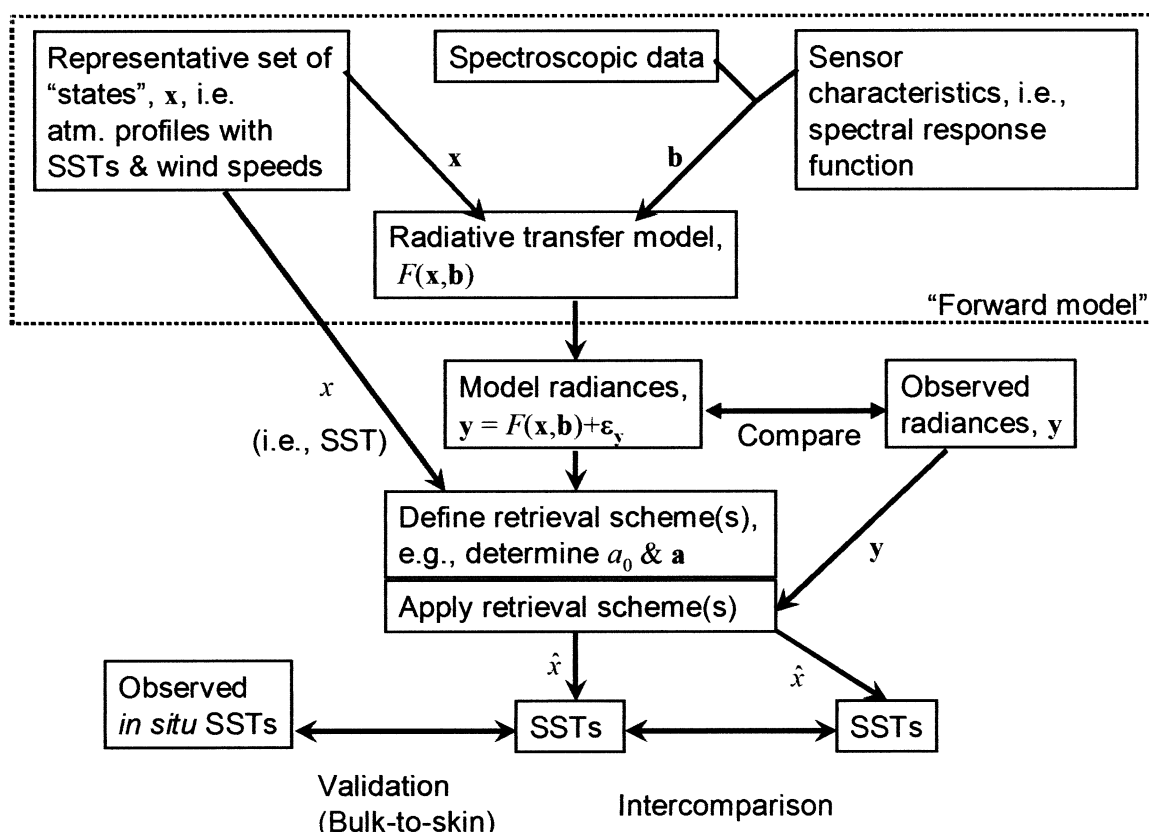 Representative set of
“states”, x, i.e.
atm. profiles with
SSTs & wind speeds
Spectroscopic data
Sensor
characteristics, i.e.,
spectral response
function
x
b
Radiative transfer model,
F(x,b)
“Forward model”
x
(i.e., SST)
Model radiances,
y = F(x,b)+εy
Compare
Observed
radiances, y
Define retrieval scheme(s),
e.g., determine a0 & a
y
Apply retrieval scheme(s)
x̂
x̂
Observed
in situ SSTs
SSTs
SSTs
Validation
(Bulk-to-skin)
Intercomparison